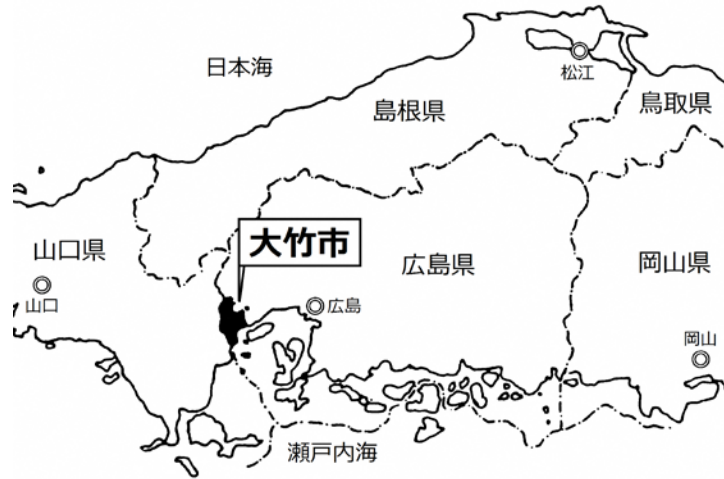 日本海
松江
島根県
鳥取県
山口県
大竹市
広島県
岡山県
山口
広島
岡山
瀬戸内海